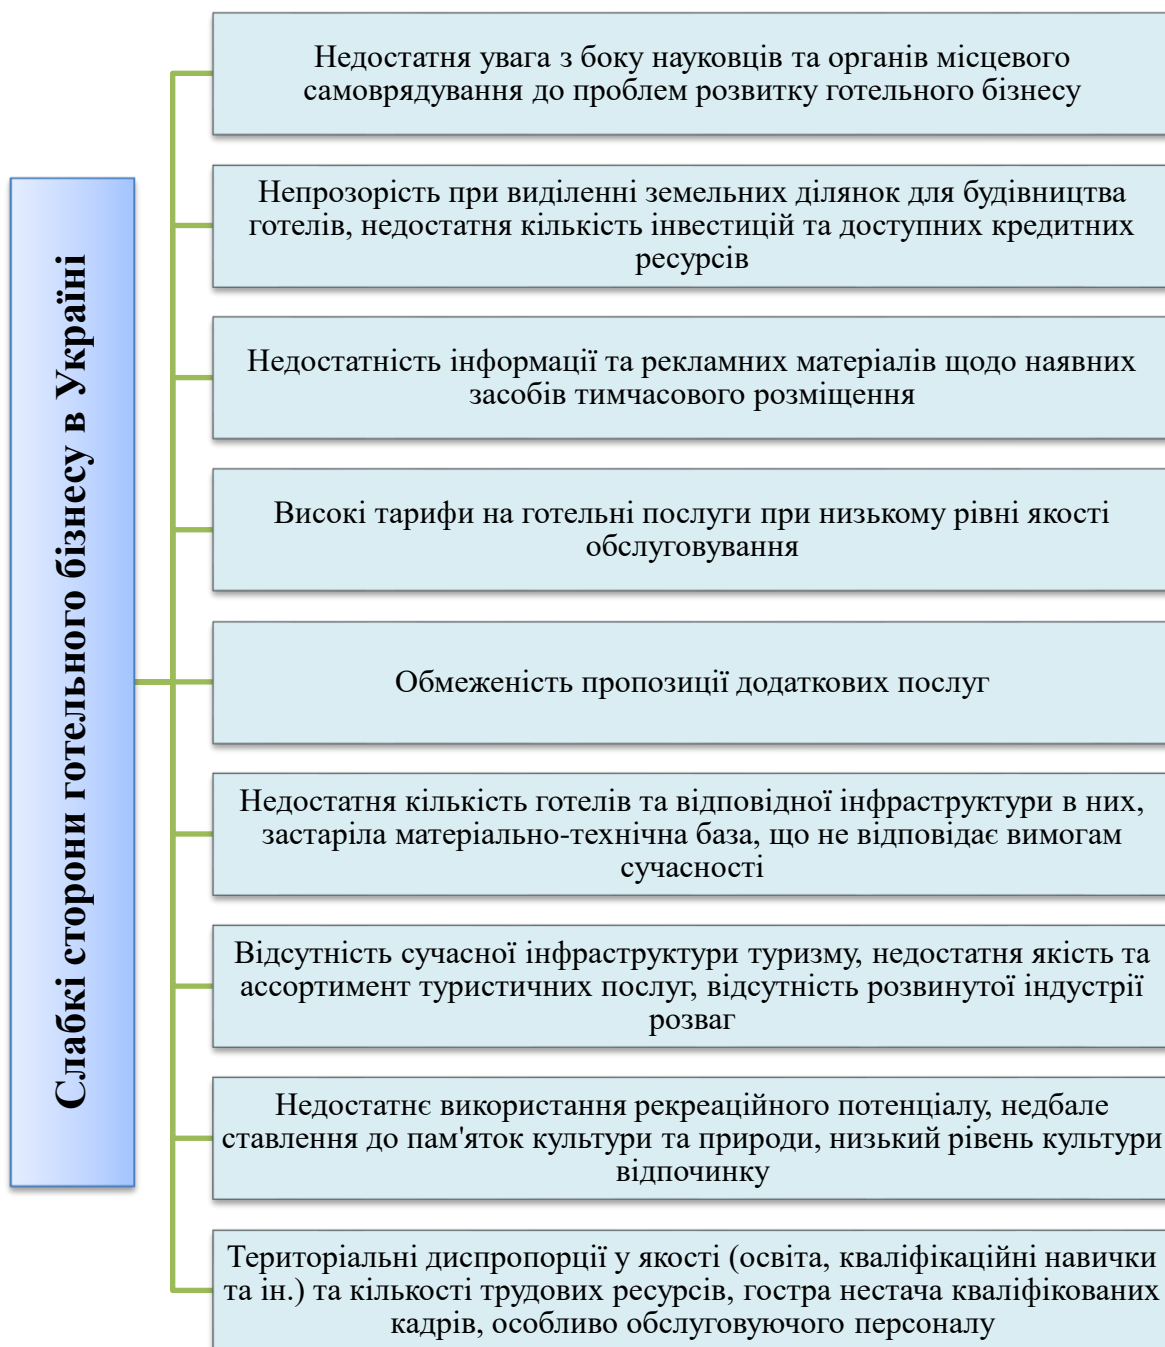 Слабкі сторони готельного бізнесу в Україні
Недостатня увага з боку науковців та органів місцевого
самоврядування до проблем розвитку готельного бізнесу
Непрозорість при виділенні земельних ділянок для будівництва
готелів, недостатня кількість інвестицій та доступних кредитних
ресурсів
Недостатність інформації та рекламних матеріалів щодо наявних
засобів тимчасового розміщення
Високі тарифи на готельні послуги при низькому рівні якості
обслуговування
Обмеженість пропозиції додаткових послуг
Недостатня кількість готелів та відповідної інфраструктури в них,
застаріла матеріально-технічна база, що не відповідає вимогам
сучасності
Відсутність сучасної інфраструктури туризму, недостатня якість та
ассортимент туристичних послуг, відсутність розвинутої індустрії
розваг
Недостатнє використання рекреаційного потенціалу, недбале
ставлення до пам'яток культури та природи, низький рівень культури
відпочинку
Територіальні диспропорції у якості (освіта, кваліфікаційні навички
та ін.) та кількості трудових ресурсів, гостра нестача кваліфікованих
кадрів, особливо обслуговуючого персоналу